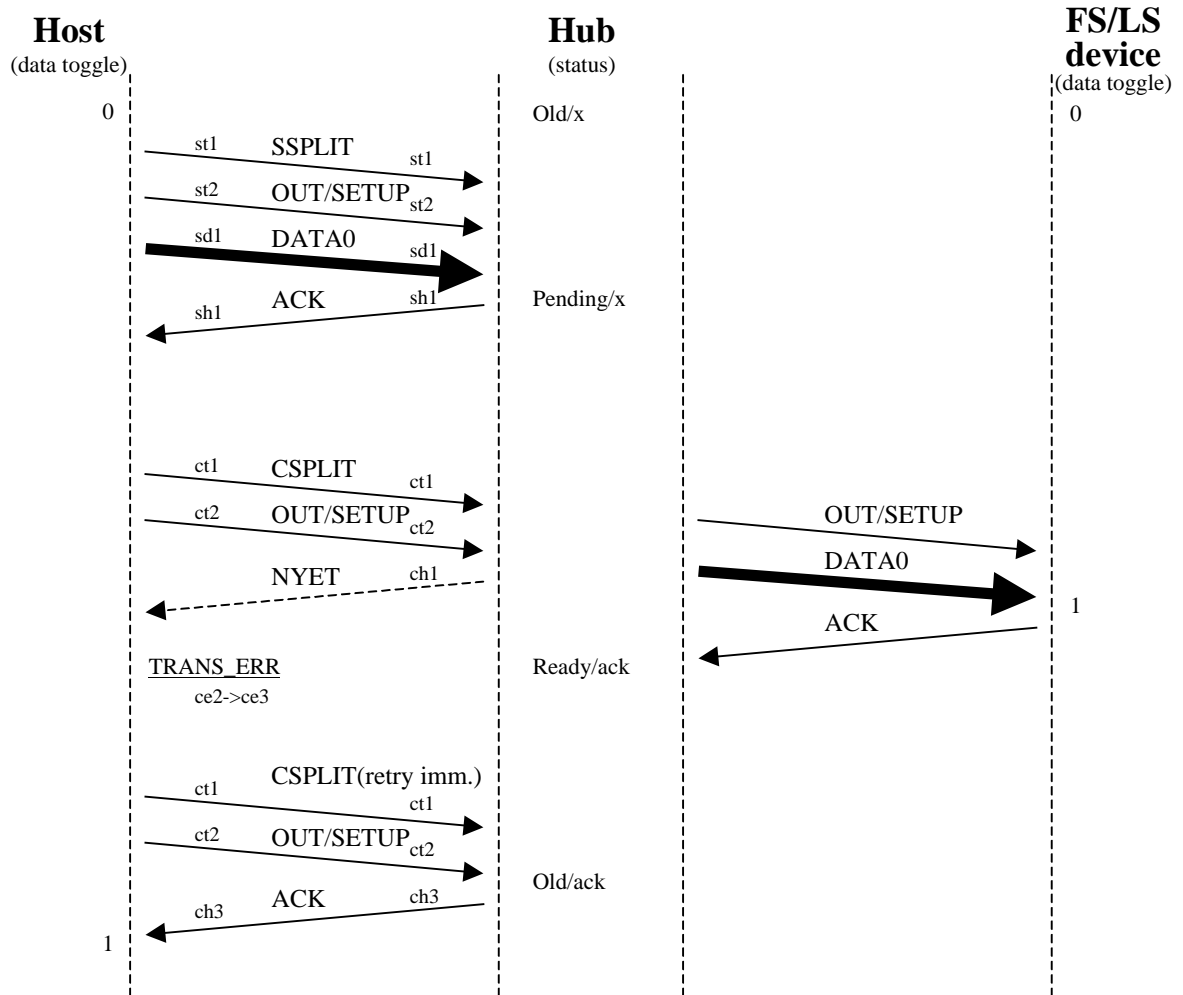 Host
(data toggle)
Hub
(status)
FS/LS
device
(data toggle)
0
Old/x
0
st1
SSPLIT
st1
st2
OUT/SETUP
st2
sd1
DATA0
sd1
ACK
sh1
Pending/x
sh1
ct1
CSPLIT
ct1
ct2
OUT/SETUP
ct2
OUT/SETUP
NYET
ch1
DATA0
1
ACK
TRANS_ERR
Ready/ack
ce2->ce3
CSPLIT(retry imm.)
ct1
ct1
ct2
OUT/SETUP
ct2
Old/ack
ACK
ch3
ch3
1